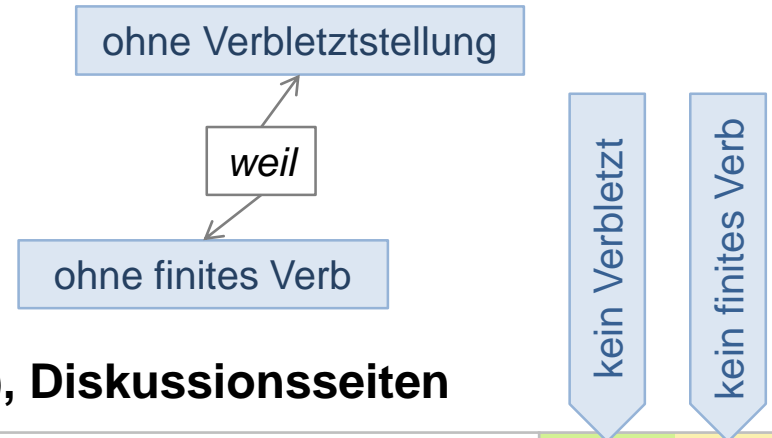 ohne Verbletztstellung
weil
ohne finites Verb
kein Verbletzt
kein finites Verb
, Diskussionsseiten